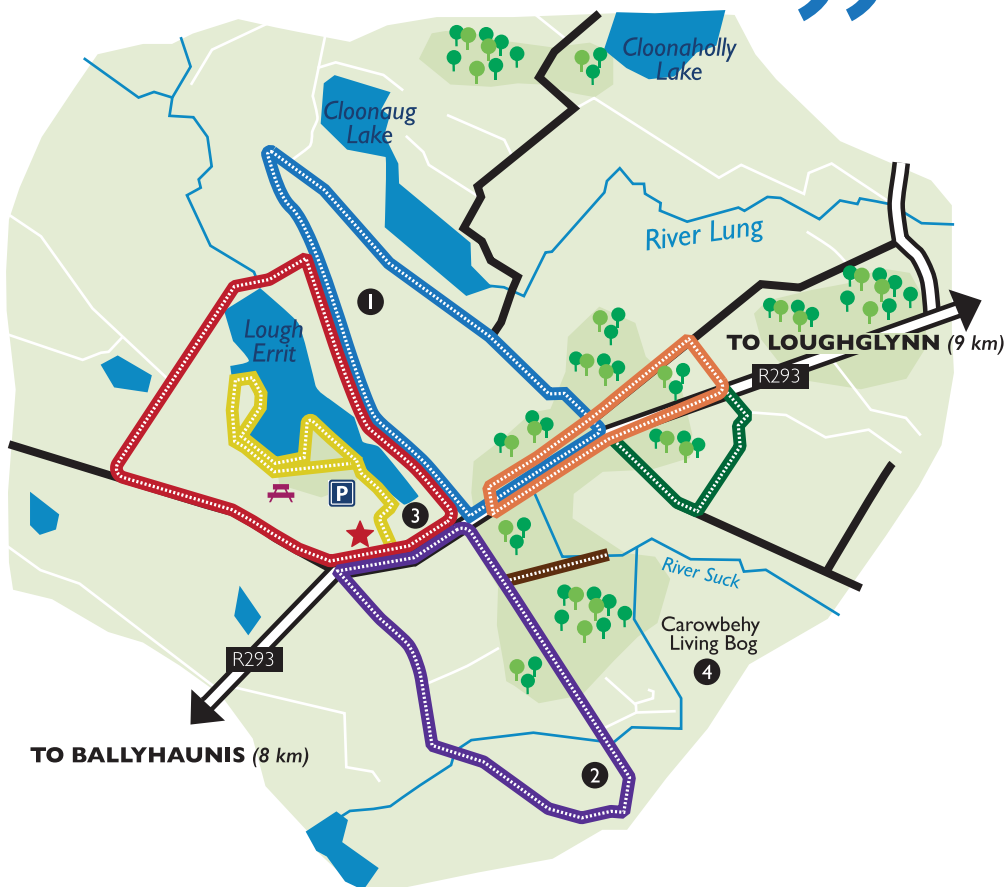 ”
Cloonaholly
Lake
Cloonaug
Lake
River Lung
1
Lough
Errit
TO LOUGHGLYNN (9 km)
R293
P
3
River Suck
Carowbehy
Living Bog
4
R293
TO BALLYHAUNIS (8 km)
2